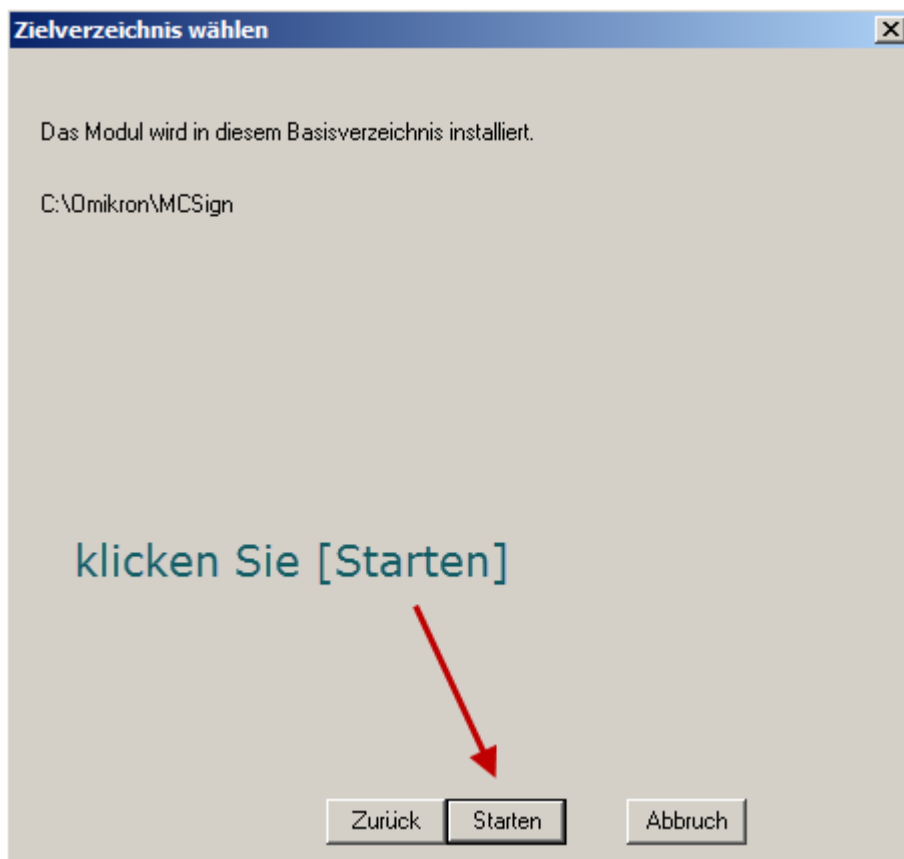 Zielverzeichnis wählen
Das Modul wird in diesem Basisverzeichnis installiert.
C:\Omikron\MCSign
klicken Sie [Starten]
Zurück Starten Abbruch